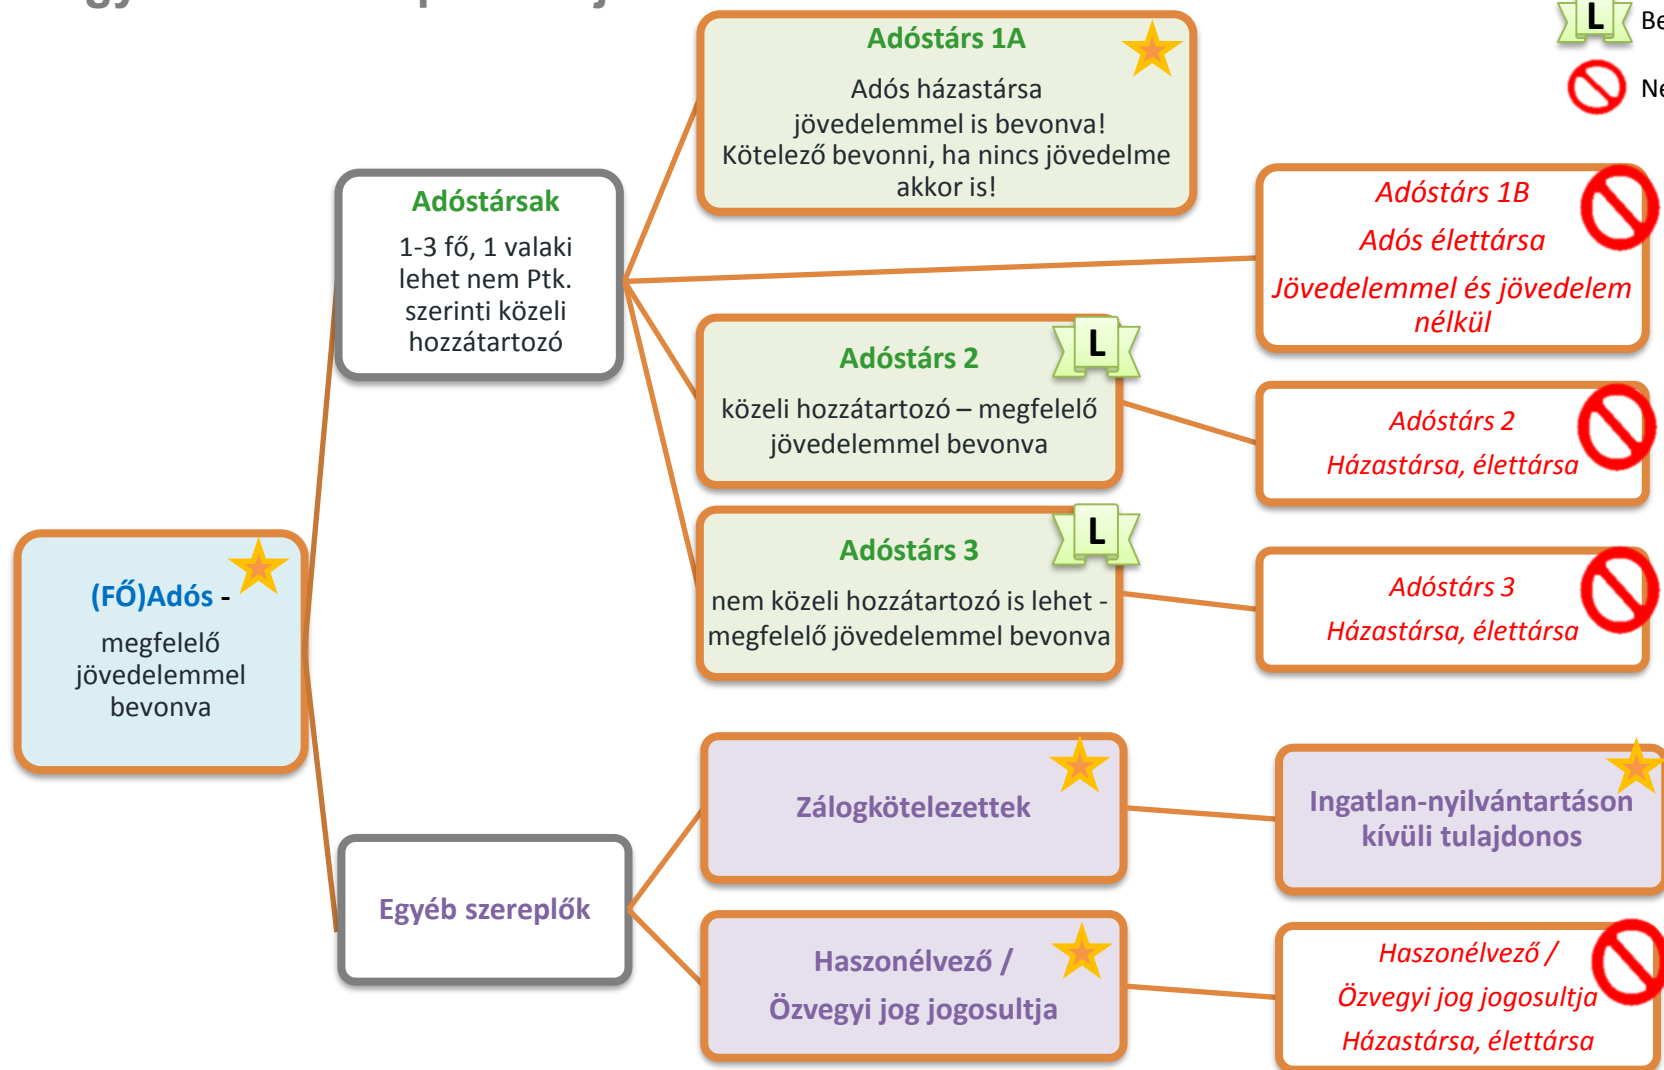 L
Adóstárs 1A
Adós házastársa
jövedelemmel is bevonva!
Kötelező bevonni, ha nincs jövedelme
akkor is!
Adóstársak
1-3 fő, 1 valaki
lehet nem Ptk.
szerinti közeli
hozzátartozó
Adóstárs 1B
Adós élettársa
Jövedelemmel és jövedelem
nélkül
L
Adóstárs 2
közeli hozzátartozó – megfelelő
jövedelemmel bevonva
Adóstárs 2
Házastársa, élettársa
L
Adóstárs 3
nem közeli hozzátartozó is lehet -
megfelelő jövedelemmel bevonva
Adóstárs 3
Házastársa, élettársa
(FŐ)Adós -
megfelelő
jövedelemmel
bevonva
Zálogkötelezettek
Ingatlan-nyilvántartáson
kívüli tulajdonos
Egyéb szereplők
Haszonélvező /
Özvegyi jog jogosultja
Haszonélvező /
Özvegyi jog jogosultja
Házastársa, élettársa